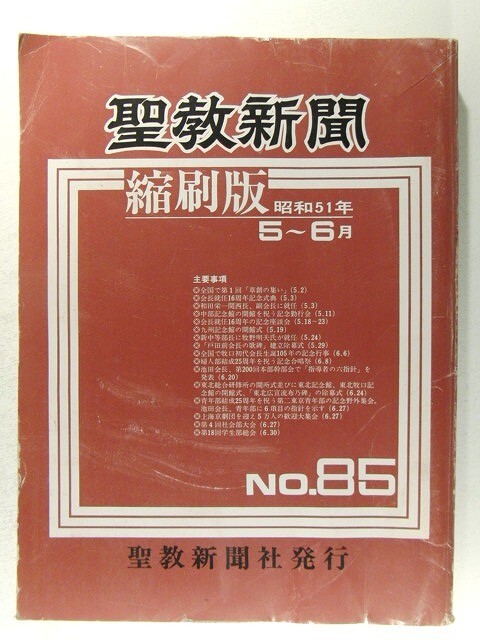 聖教新聞
縮刷版 昭和51年
5〜6月
主要事項
◎全国で第1回「草創の集い」(5.2)
◎会長就任16周年記念式典(5.3)
◎和田栄一関西長、副会長に就任(5.3)
◎中部記念館の開館を祝う記念勤行会(5.11)
◎会長就任16周年の記念座談会(5.18〜23)
◎九州記念館の開館式(5.19)
◎新中等部長に牧野明夫氏が就任(5.24)
◎「戸田前会長の歌碑」建立除幕式(5.29)
◎全国で牧口初代会長生誕105年の記念行事(6.6)
◎婦人部結成25周年を祝う記念合唱祭(6.8)
◎池田会長、第200回本部幹部会で「指導者の六指針」を
発表(6.20)
◎東北総合研修所の開所式並びに東北記念館、東北牧口記
念館の開館式、「東北広宣流布乃碑」の除幕式(6.24)
◎青年部結成25周年を祝う第二東京青年部の記念野外集会。
池田会長、青年部に6項目の指針を示す(6.27)
◎上海京劇団を迎え5万人の歓迎大集会(6.27)
◎第4回社会部大会(6.27)
◎第18回学生部総会(6.30)
NO.85
聖教新聞社発行